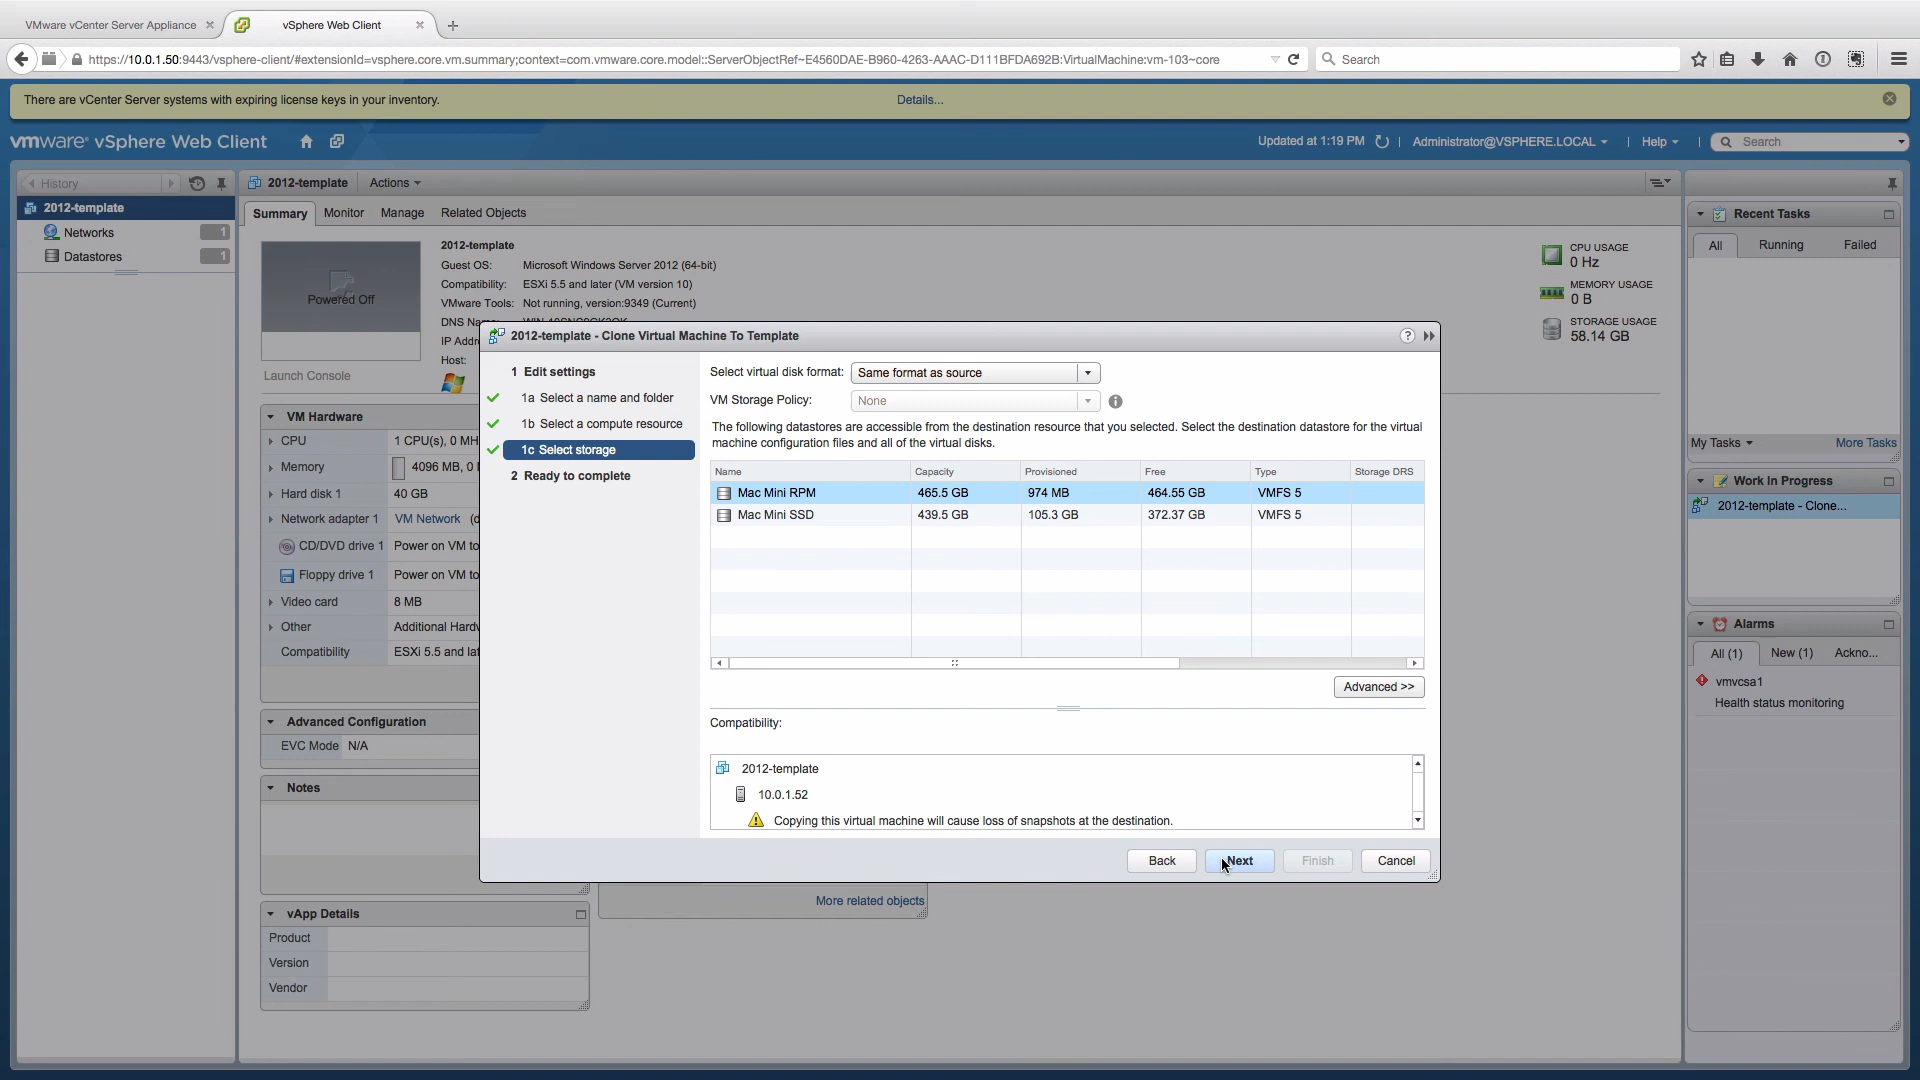 VMware vCenter Server Appliance
vSphere Web Client
https://10.0.1.50:9443/vsphere-client/#extensionId=vsphere.core.vm.summary;context=com.vmware.core.model::ServerObjectRef~E4560DAE-B960-4263-AAAC-D111BFDA692B:VirtualMachine:vm-103~core
Search
There are vCenter Server systems with expiring license keys in your inventory.
Details...
vmware® vSphere Web Client
Updated at 1:19 PM
Administrator@VSPHERE.LOCAL
Help
Search
History
2012-template
Networks 1
Datastores 1
2012-template
Actions
Summary
Monitor
Manage
Related Objects
Powered Off
Launch Console
2012-template
Guest OS: Microsoft Windows Server 2012 (64-bit)
Compatibility: ESXi 5.5 and later (VM version 10)
VMware Tools: Not running, version:9349 (Current)
DNS Name:
IP Addr
Host:
CPU USAGE
0 Hz
MEMORY USAGE
0 B
STORAGE USAGE
58.14 GB
VM Hardware
CPU 1 CPU(s), 0 MH
Memory 4096 MB, 0
Hard disk 1 40 GB
Network adapter 1 VM Network (d
CD/DVD drive 1 Power on VM to
Floppy drive 1 Power on VM to
Video card 8 MB
Other Additional Hardw
Compatibility ESXi 5.5 and lat
Advanced Configuration
EVC Mode N/A
Notes
vApp Details
Product
Version
Vendor
More related objects
2012-template - Clone Virtual Machine To Template
?
1 Edit settings
1a Select a name and folder
1b Select a compute resource
1c Select storage
2 Ready to complete
Select virtual disk format: Same format as source
VM Storage Policy: None
The following datastores are accessible from the destination resource that you selected. Select the destination datastore for the virtual
machine configuration files and all of the virtual disks.
Name Capacity Provisioned Free Type Storage DRS
Mac Mini RPM 465.5 GB 974 MB 464.55 GB VMFS 5
Mac Mini SSD 439.5 GB 105.3 GB 372.37 GB VMFS 5
Advanced >>
Compatibility:
2012-template
10.0.1.52
Copying this virtual machine will cause loss of snapshots at the destination.
Back
Next
Finish
Cancel
Recent Tasks
All
Running
Failed
My Tasks
More Tasks
Work In Progress
2012-template - Clone...
Alarms
All (1)
New (1)
Ackno...
vmvcsa1
Health status monitoring